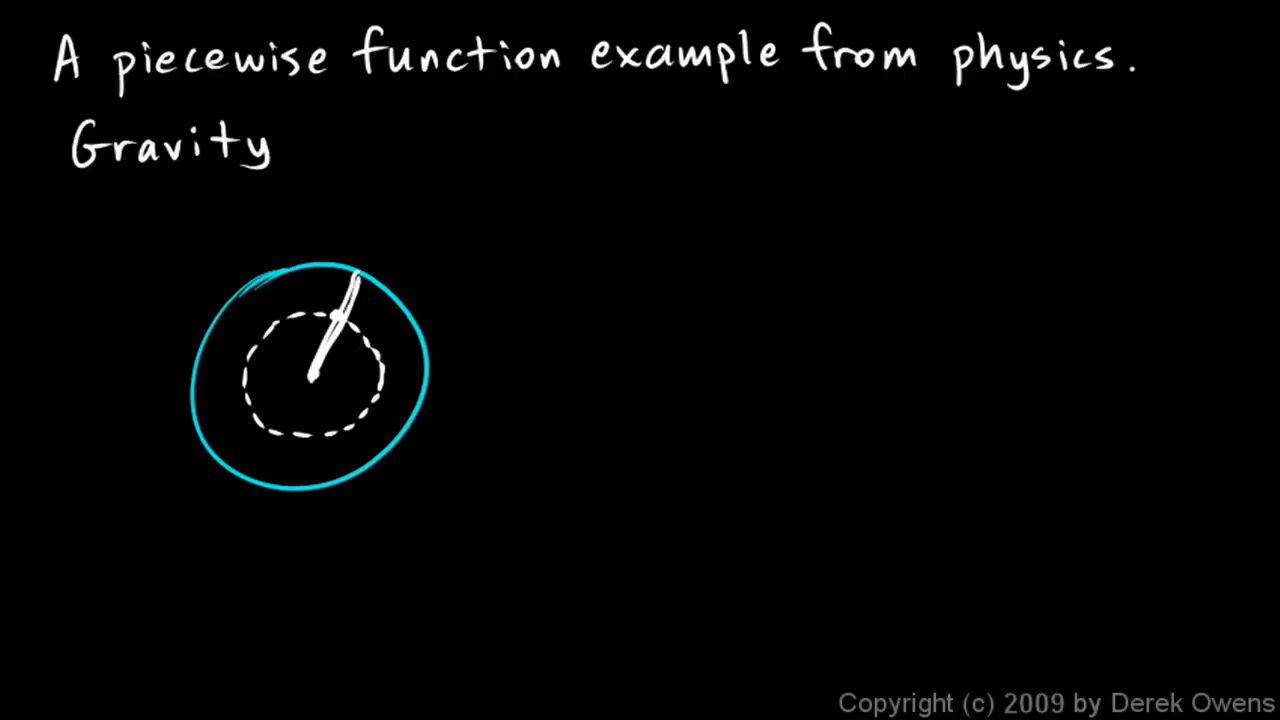 A piecewise function example from physics.
Gravity
Copyright (c) 2009 by Derek Owens